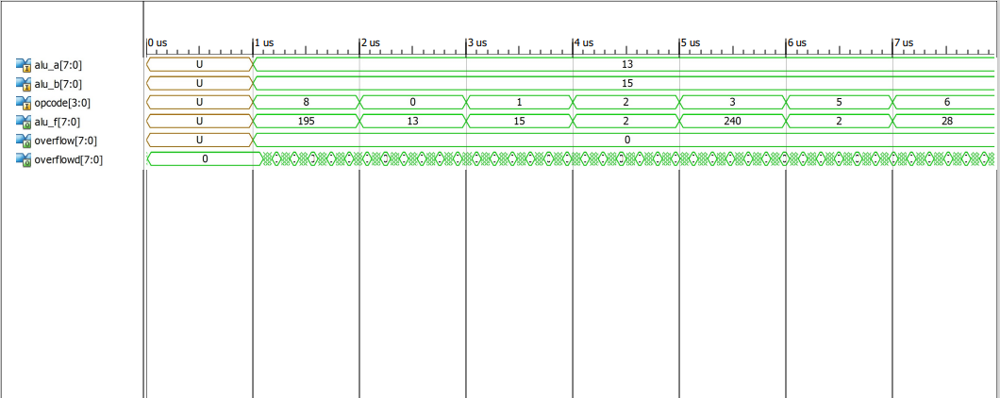 0 us 1 us 2 us 3 us 4 us 5 us 6 us 7 us
alu_a[7:0] U 13
alu_b[7:0] U 15
opcode[3:0] U 8 0 1 2 3 5 6
alu_f[7:0] U 195 13 15 2 240 2 28
overflow[7:0] U 0
overflowd[7:0] 0